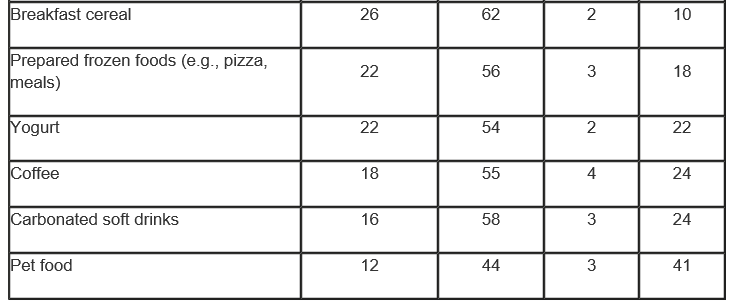 Breakfast cereal 26 62 2 10
Prepared frozen foods (e.g., pizza,
meals) 22 56 3 18
Yogurt 22 54 2 22
Coffee 18 55 4 24
Carbonated soft drinks 16 58 3 24
Pet food 12 44 3 41